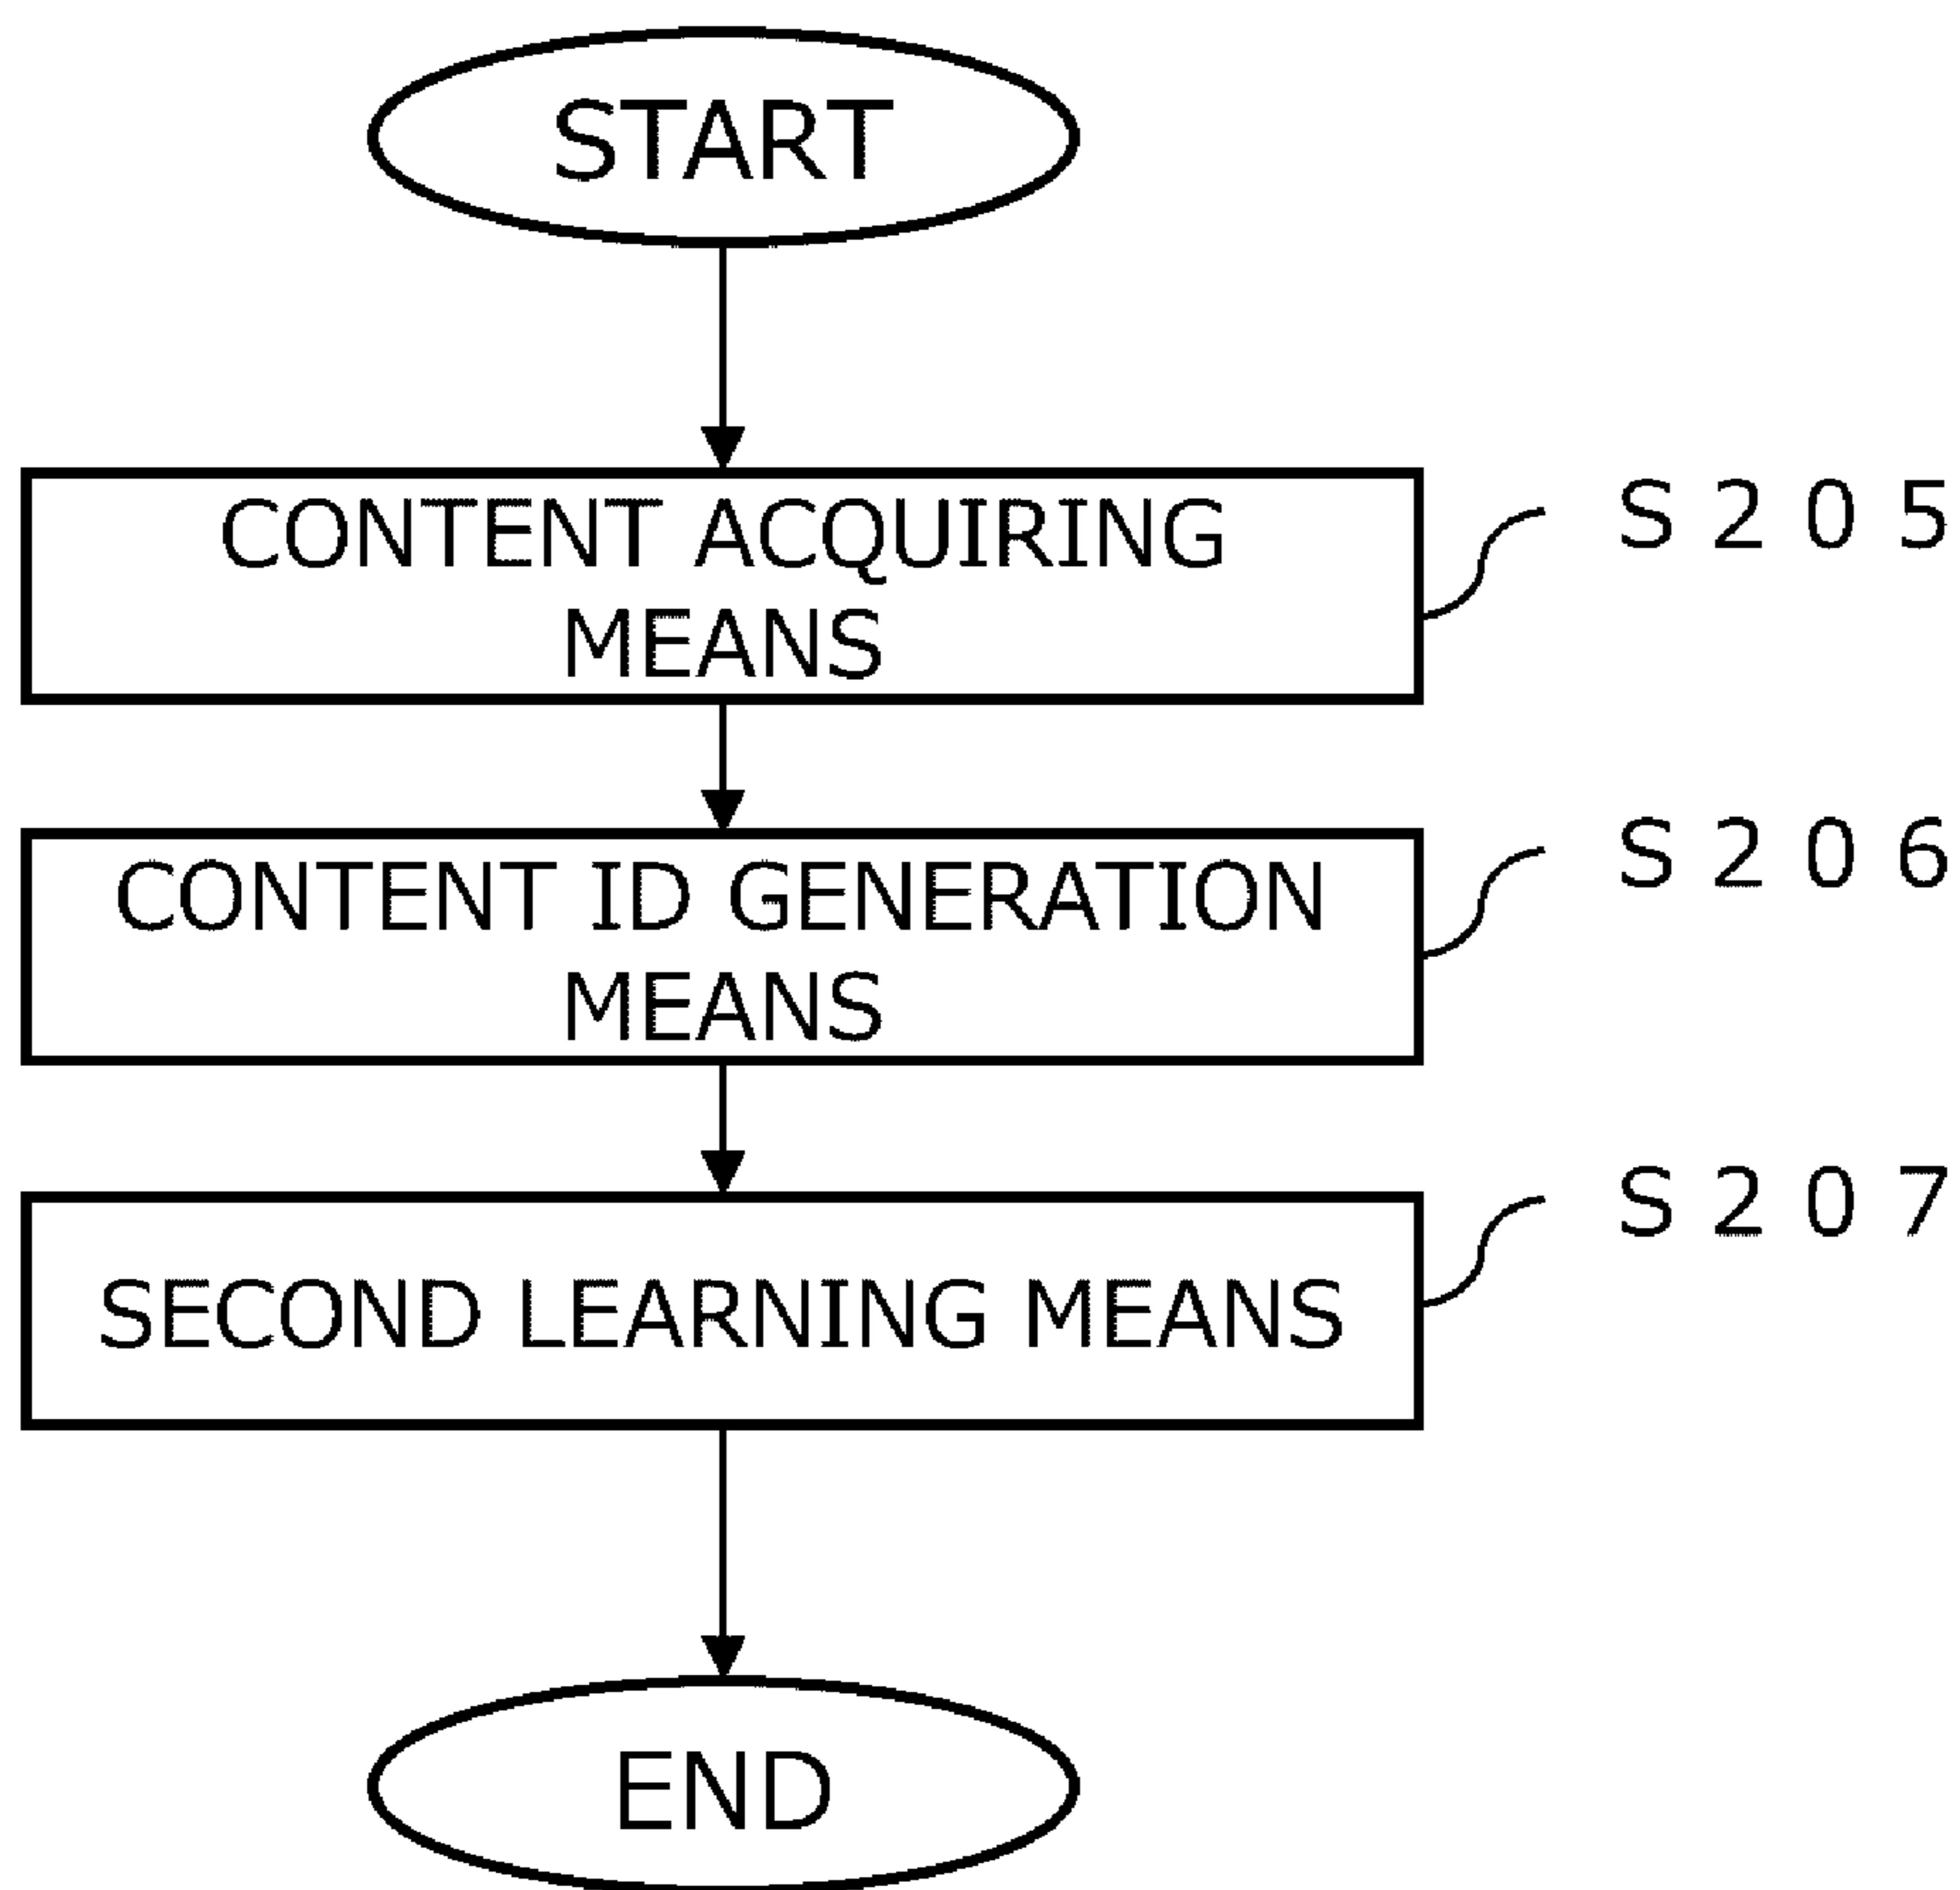 START
CONTENT ACQUIRING
MEANS
S205
CONTENT ID GENERATION
MEANS
S206
SECOND LEARNING MEANS
S207
END